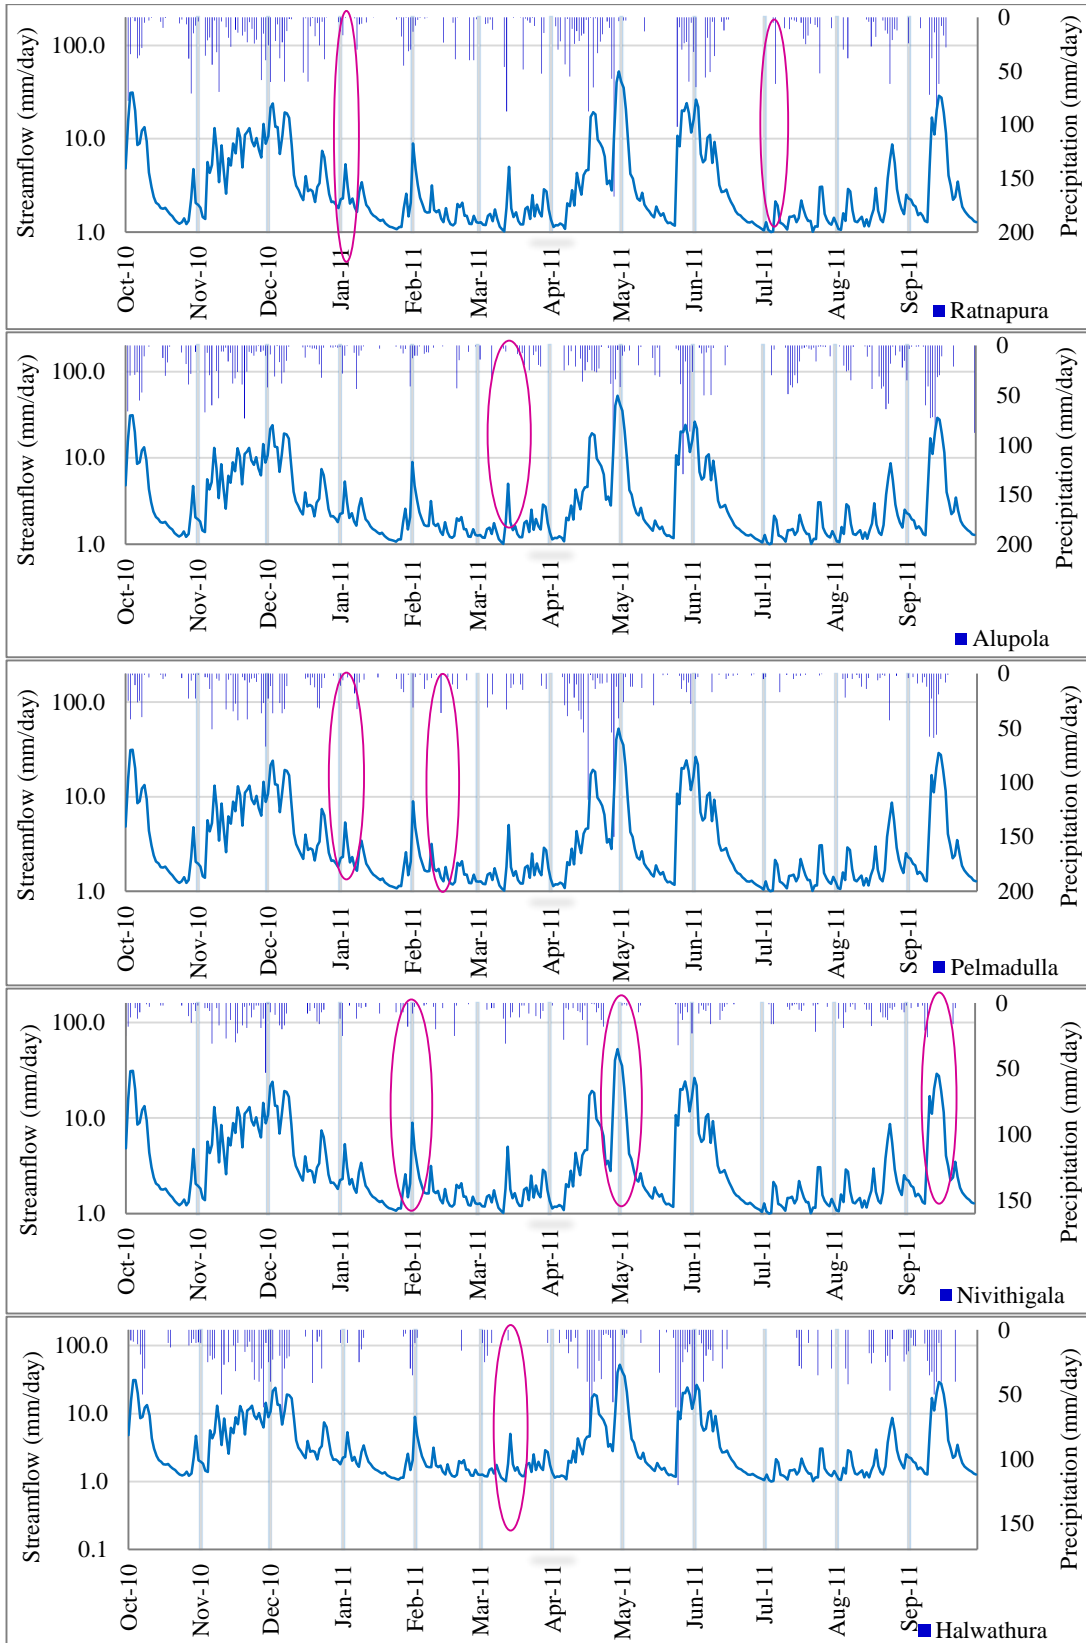 Streamflow (mm/day)
100.0
10.0
1.0
0
50
100
150
200
Precipitation (mm/day)
Oct-10
Nov-10
Dec-10
Jan-11
Feb-11
Mar-11
Apr-11
May-11
Jun-11
Jul-11
Aug-11
Sep-11
Ratnapura
Streamflow (mm/day)
100.0
10.0
1.0
0
50
100
150
200
Precipitation (mm/day)
Oct-10
Nov-10
Dec-10
Jan-11
Feb-11
Mar-11
Apr-11
May-11
Jun-11
Jul-11
Aug-11
Sep-11
Alupola
Streamflow (mm/day)
100.0
10.0
1.0
0
50
100
150
200
Precipitation (mm/day)
Oct-10
Nov-10
Dec-10
Jan-11
Feb-11
Mar-11
Apr-11
May-11
Jun-11
Jul-11
Aug-11
Sep-11
Pelmadulla
Streamflow (mm/day)
100.0
10.0
1.0
0
50
100
150
Precipitation (mm/day)
Oct-10
Nov-10
Dec-10
Jan-11
Feb-11
Mar-11
Apr-11
May-11
Jun-11
Jul-11
Aug-11
Sep-11
Nivithigala
Streamflow (mm/day)
100.0
10.0
1.0
0.1
0
50
100
150
Precipitation (mm/day)
Oct-10
Nov-10
Dec-10
Jan-11
Feb-11
Mar-11
Apr-11
May-11
Jun-11
Jul-11
Aug-11
Sep-11
Halwathura